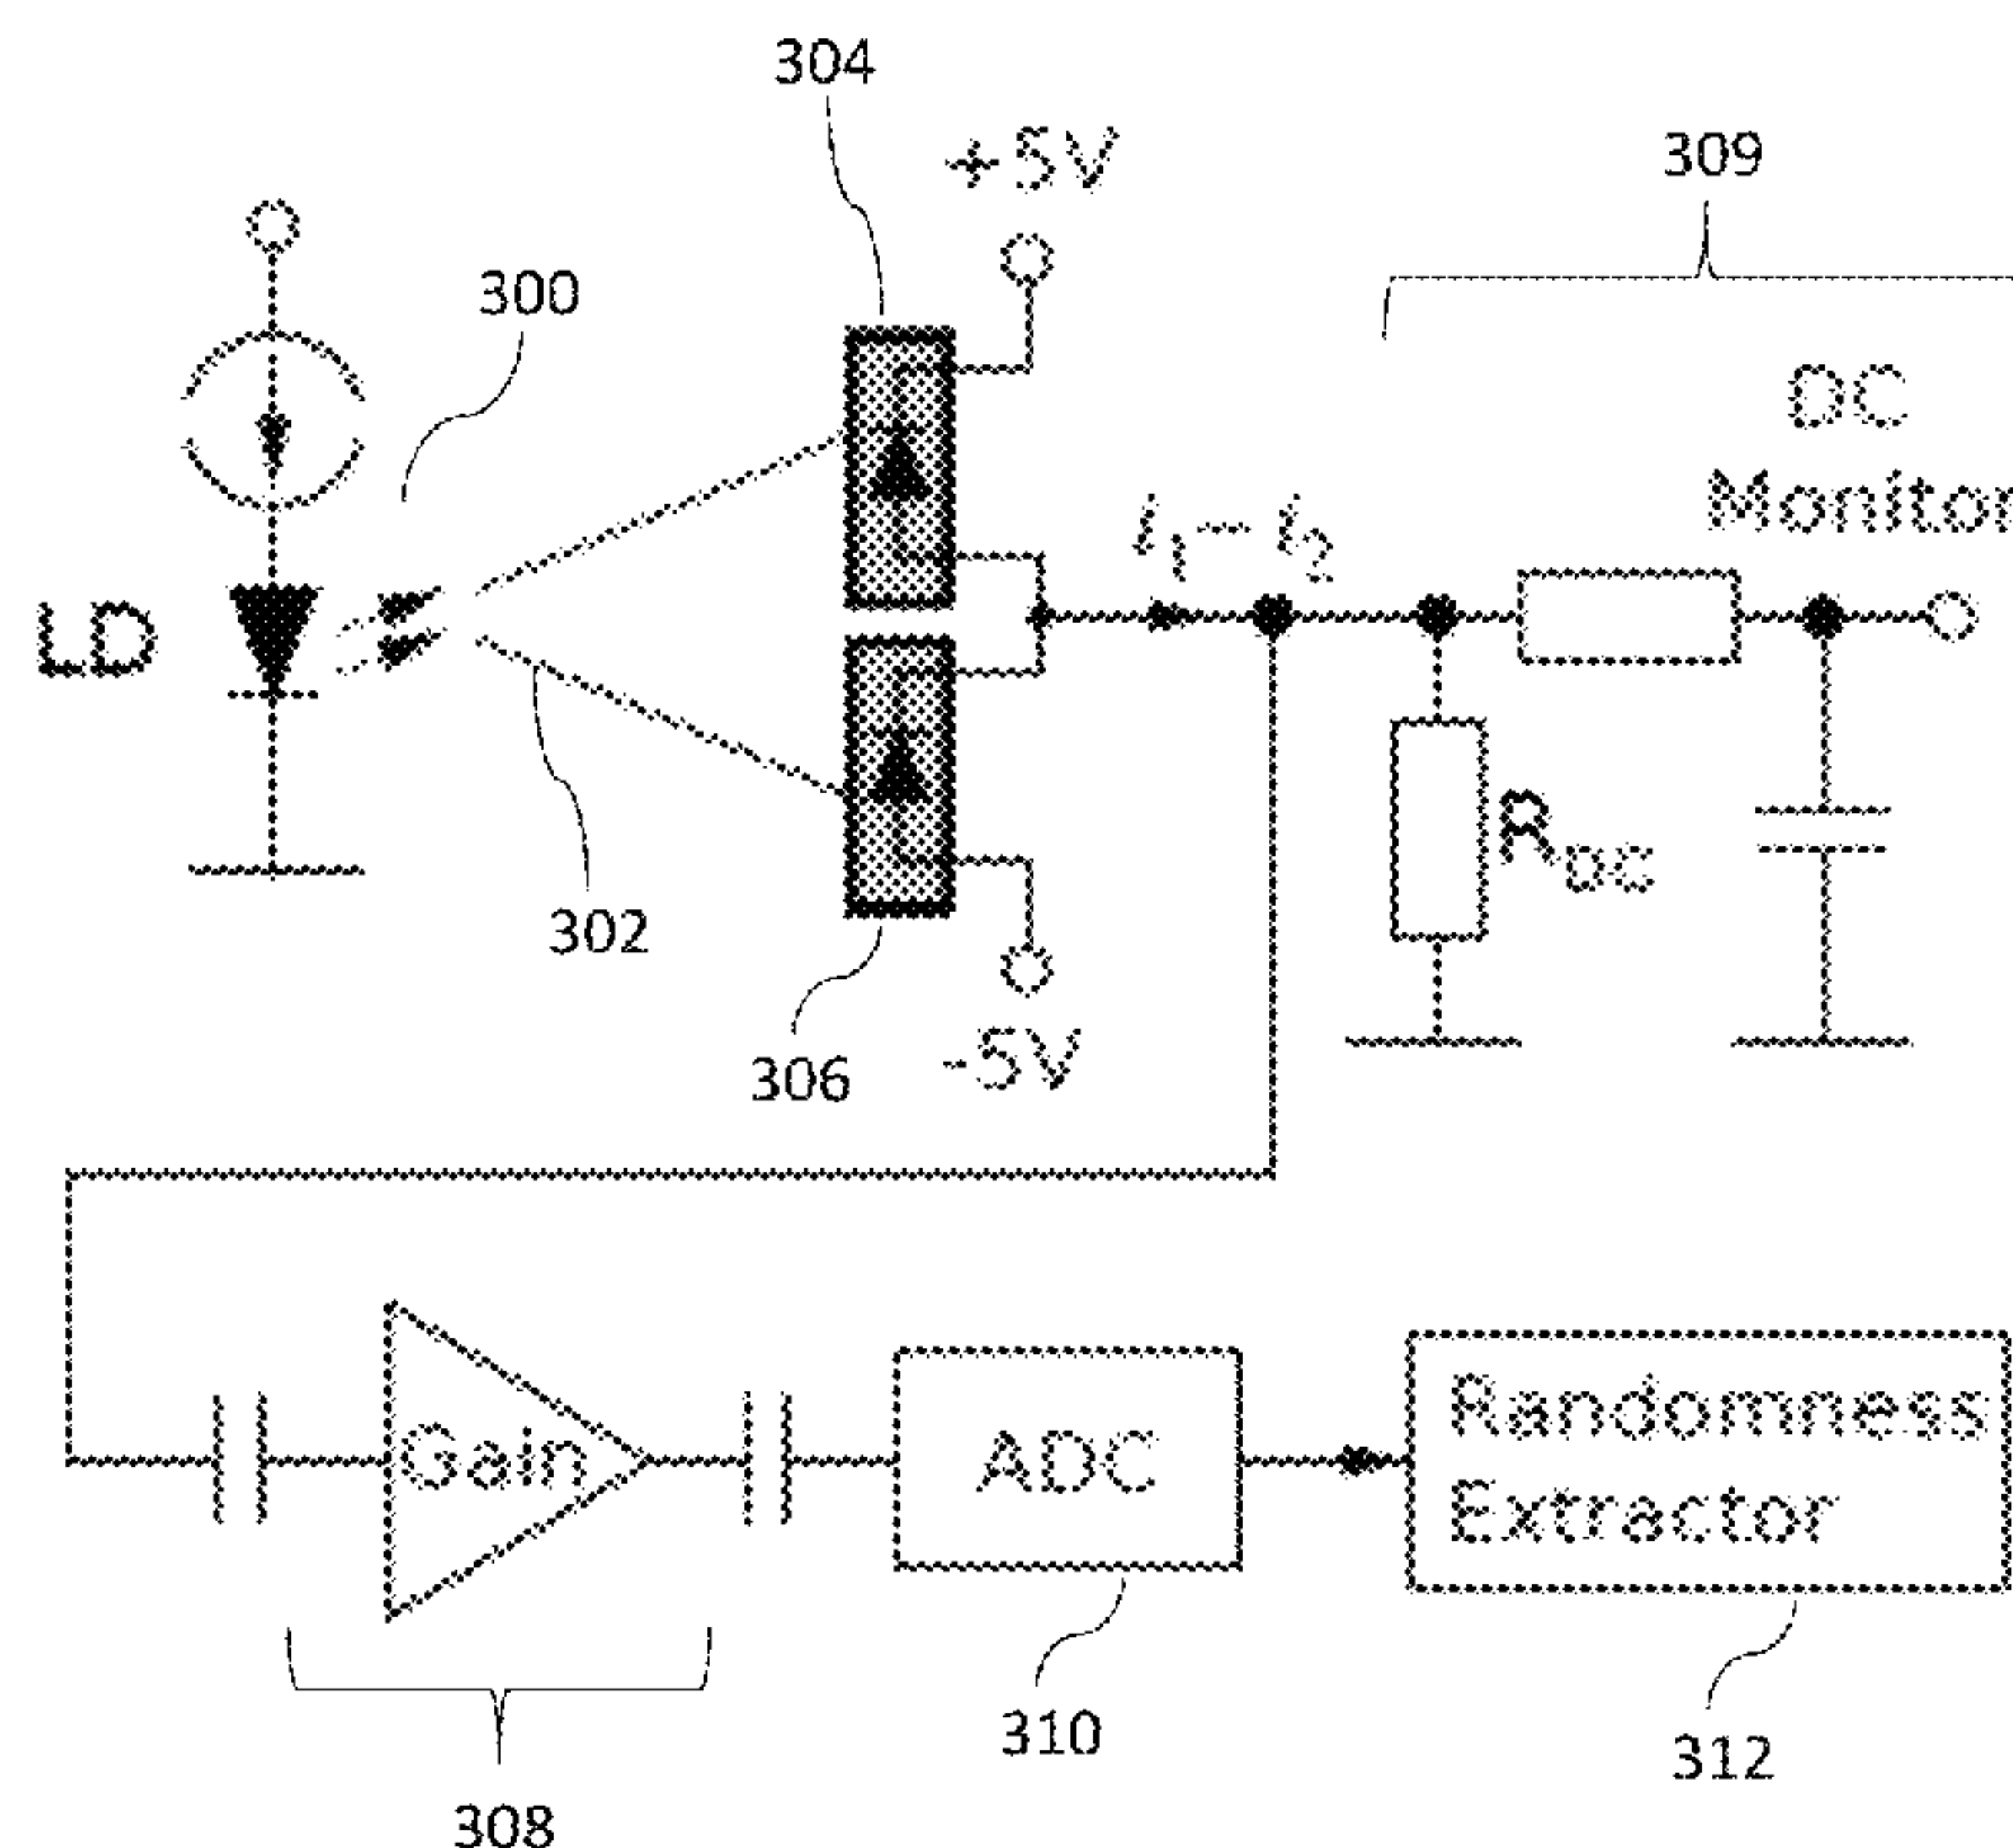 304
+5V
309
300
DC
Monitor
I₁ - I₂
LD
R_DC
302
306
-5V
Gain
ADC
Randomness
Extractor
310
312
308